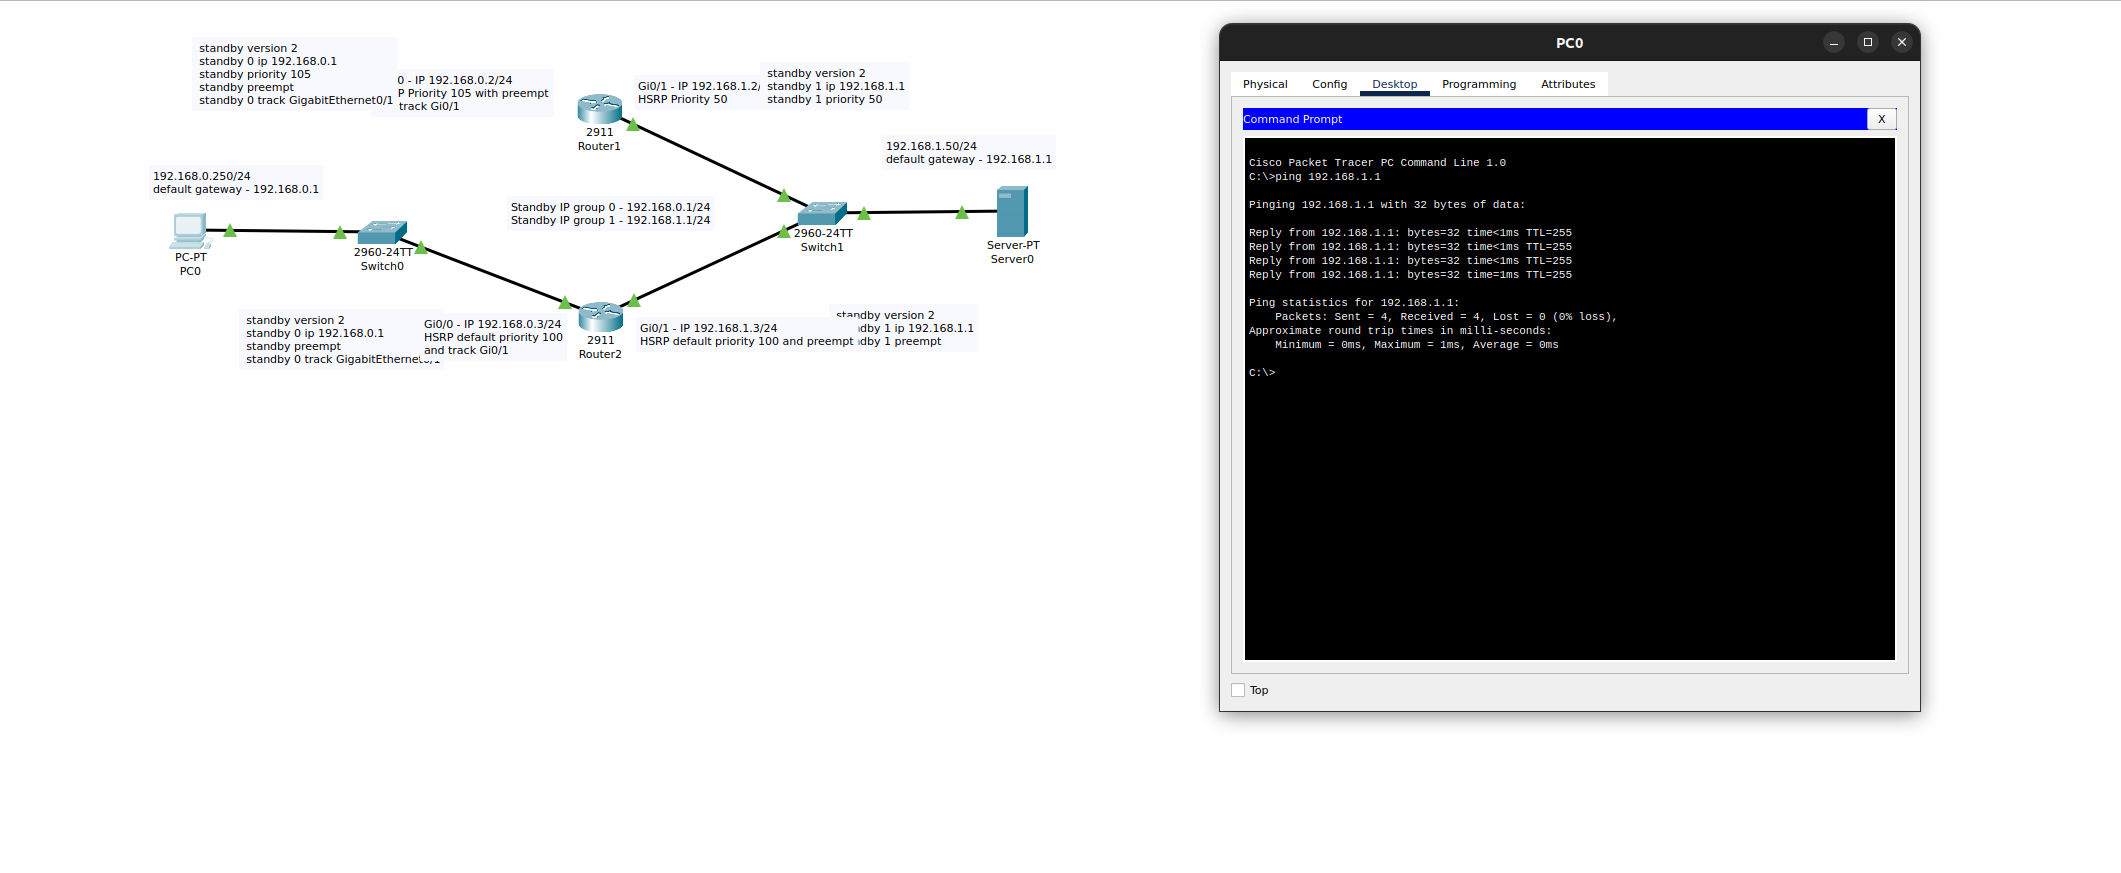 standby version 2
standby 0 ip 192.168.0.1
standby priority 105
standby preempt
standby 0 track GigabitEthernet0/1
0 - IP 192.168.0.2/24
P Priority 105 with preempt
track Gi0/1
Gi0/1 - IP 192.168.1.2/
HSRP Priority 50
standby version 2
standby 1 ip 192.168.1.1
standby 1 priority 50
2911
Router1
192.168.1.50/24
default gateway - 192.168.1.1
192.168.0.250/24
default gateway - 192.168.0.1
Standby IP group 0 - 192.168.0.1/24
Standby IP group 1 - 192.168.1.1/24
PC-PT
PC0
2960-24TT
Switch0
2960-24TT
Switch1
Server-PT
Server0
standby version 2
standby 0 ip 192.168.0.1
standby preempt
standby 0 track
Gi0/0 - IP 192.168.0.3/24
HSRP default priority 100
and track Gi0/1
2911
Router2
Gi0/1 - IP 192.168.1.3/24
HSRP default priority 100 and preempt
standby version 2
dby 1 ip 192.168.1.1
dby 1 preempt
PC0
Physical Config Desktop Programming Attributes
Command Prompt X
Cisco Packet Tracer PC Command Line 1.0
C:\>ping 192.168.1.1
Pinging 192.168.1.1 with 32 bytes of data:
Reply from 192.168.1.1: bytes=32 time<1ms TTL=255
Reply from 192.168.1.1: bytes=32 time<1ms TTL=255
Reply from 192.168.1.1: bytes=32 time<1ms TTL=255
Reply from 192.168.1.1: bytes=32 time=1ms TTL=255
Ping statistics for 192.168.1.1:
Packets: Sent = 4, Received = 4, Lost = 0 (0% loss),
Approximate round trip times in milli-seconds:
Minimum = 0ms, Maximum = 1ms, Average = 0ms
C:\>
Top